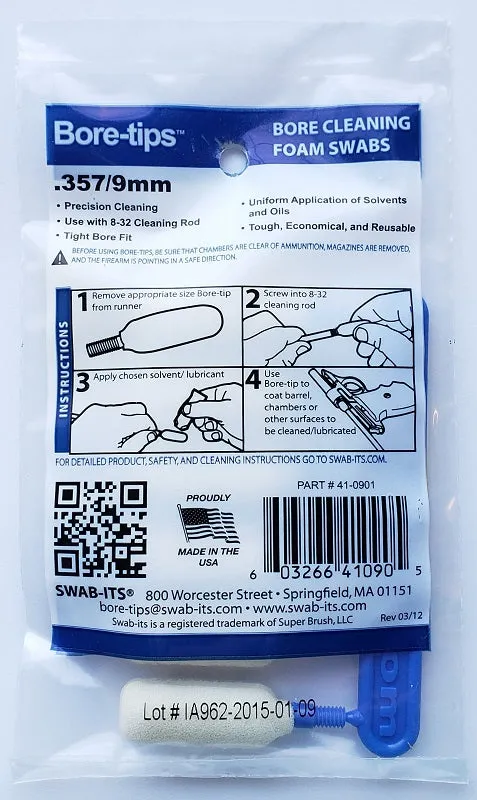 Bore-tips™
BORE CLEANING
FOAM SWABS
.357/9mm
• Precision Cleaning
• Use with 8-32 Cleaning Rod
• Tight Bore Fit
• Uniform Application of Solvents
and Oils
• Tough, Economical, and Reusable
BEFORE USING BORE-TIPS, BE SURE THAT CHAMBERS ARE CLEAR OF AMMUNITION, MAGAZINES ARE REMOVED,
AND THE FIREARM IS POINTING IN A SAFE DIRECTION.
INSTRUCTIONS
1 Remove appropriate size Bore-tip
from runner
2 Screw into 8-32
cleaning rod
3 Apply chosen solvent/ lubricant
4 Use
Bore-tip to
coat barrel,
chambers or
other surfaces to
be cleaned/lubricated
FOR DETAILED PRODUCT, SAFETY, AND CLEANING INSTRUCTIONS GO TO SWAB-ITS.COM.
PROUDLY
MADE IN THE
USA
PART # 41-0901
6 03266 41090 5
SWAB-ITS® 800 Worcester Street • Springfield, MA 01151
bore-tips@swab-its.com • www.swab-its.com
Swab-its is a registered trademark of Super Brush, LLC
Rev 03/12
om
Lot # IA962-2015-01-09